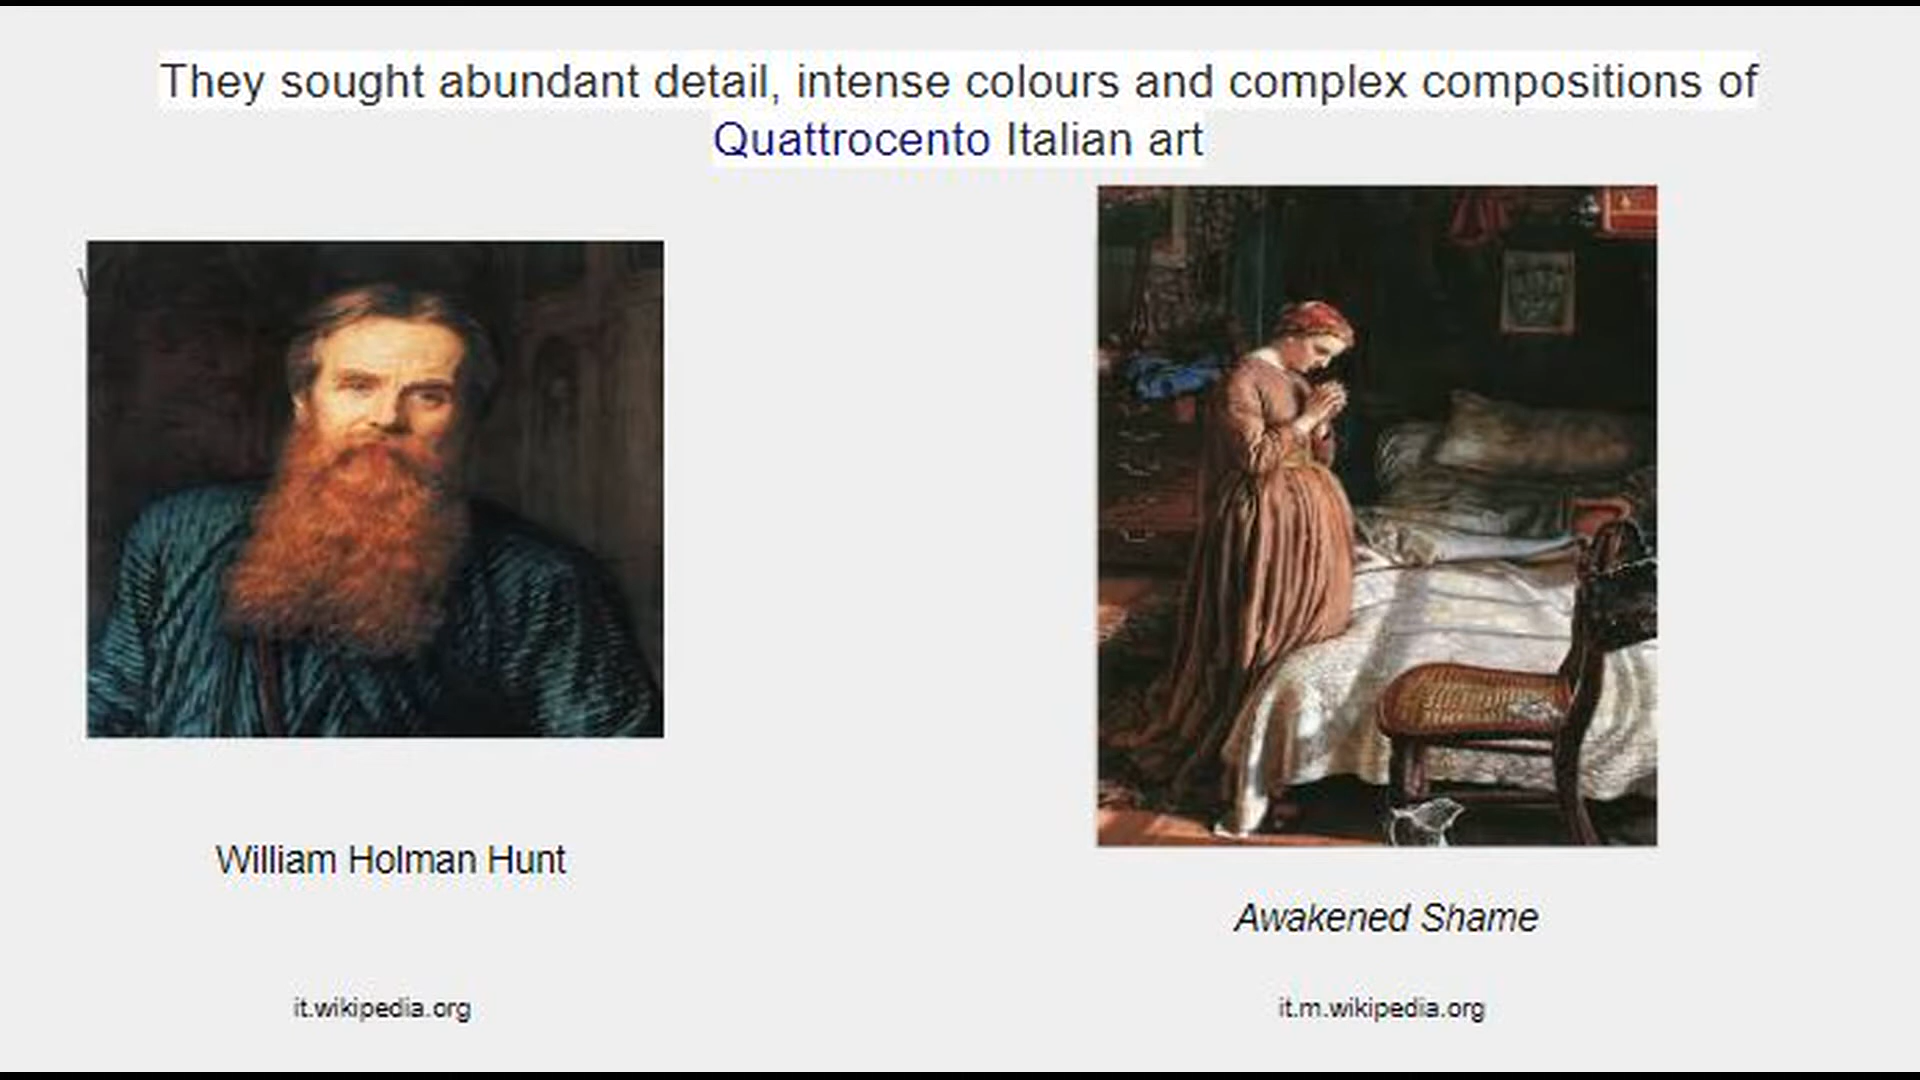 They sought abundant detail, intense colours and complex compositions of
Quattrocento Italian art
William Holman Hunt
Awakened Shame
it.wikipedia.org
it.m.wikipedia.org